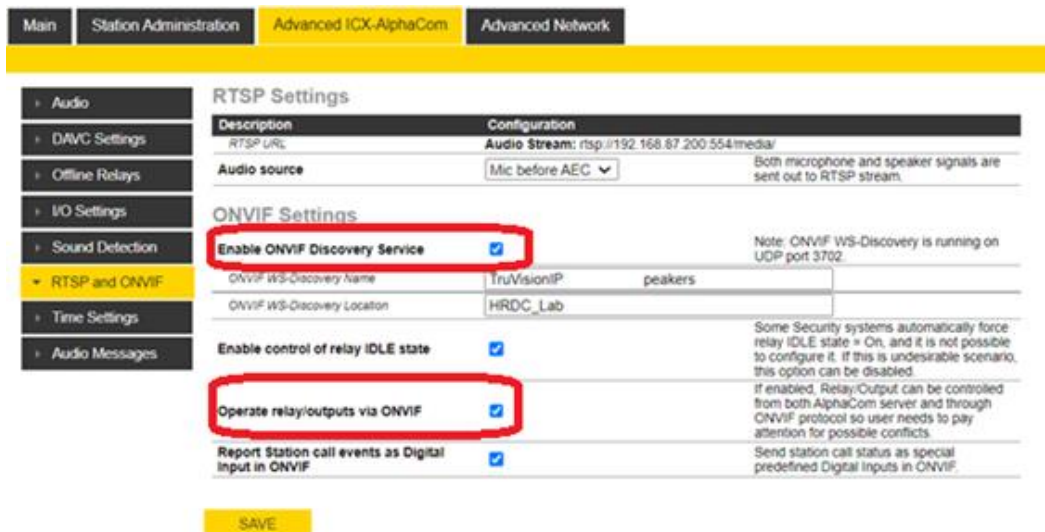 Main
Station Administration
Advanced ICX-AlphaCom
Advanced Network
Audio
DAVC Settings
Offline Relays
I/O Settings
Sound Detection
RTSP and ONVIF
Time Settings
Audio Messages
RTSP Settings
Description Configuration
RTSP URL Audio Stream: rtsp://192.168.87.200:554/media/
Audio source Mic before AEC
Both microphone and speaker signals are
sent out to RTSP stream.
ONVIF Settings
Enable ONVIF Discovery Service
Note: ONVIF WS-Discovery is running on
UDP port 3702.
ONVIF WS-Discovery Name TruVisionIP peakers
ONVIF WS-Discovery Location HRDC_Lab
Enable control of relay IDLE state
Some Security systems automatically force
relay IDLE state = On, and it is not possible
to configure it. If this is undesirable scenario,
this option can be disabled.
Operate relay/outputs via ONVIF
If enabled, Relay/Output can be controlled
from both AlphaCom server and through
ONVIF protocol so user needs to pay
attention for possible conflicts.
Report Station call events as Digital
Input in ONVIF
Send station call status as special
predefined Digital Inputs in ONVIF.
SAVE